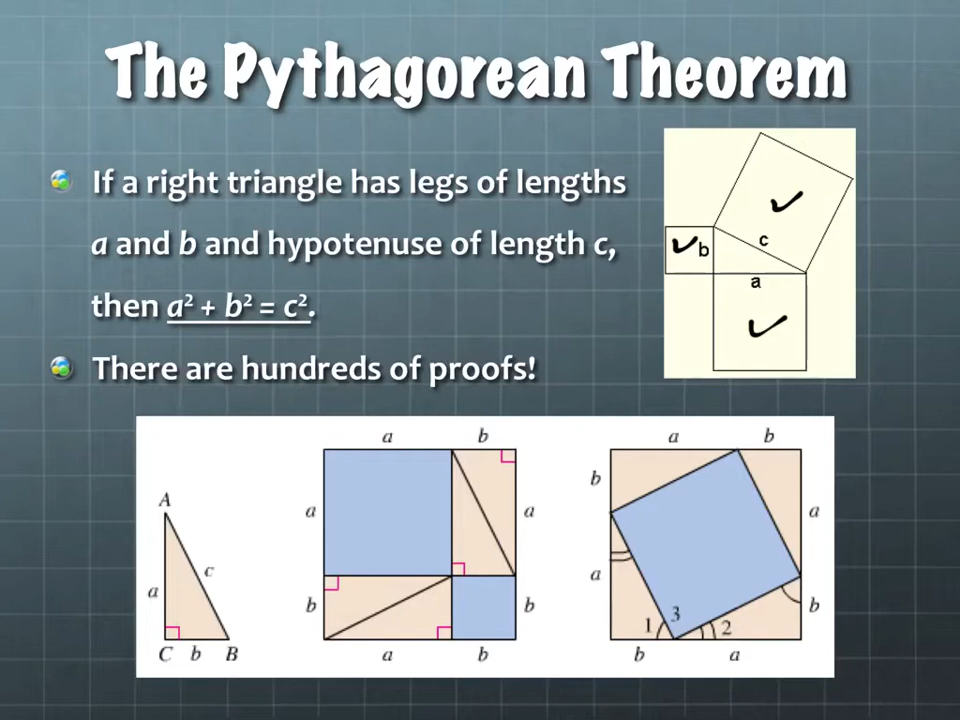 The Pythagorean Theorem
If a right triangle has legs of lengths
a and b and hypotenuse of length c,
then a² + b² = c².
There are hundreds of proofs!
b
c
a
A
a
c
C b B
a b
a a
b b
a b
a b
b
a
a
b
1 3 2
b a